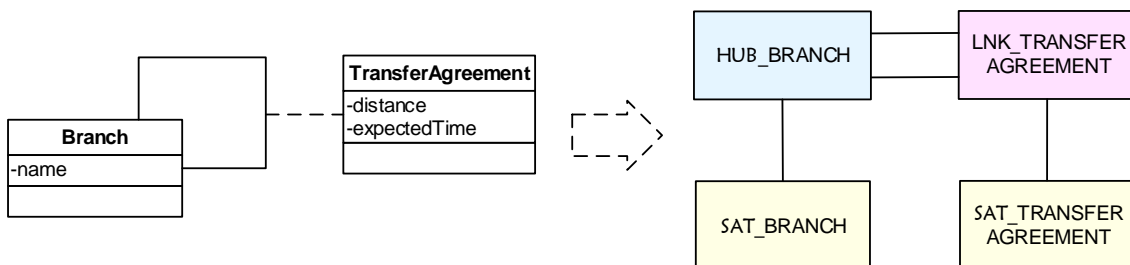 Branch
-name
TransferAgreement
-distance
-expectedTime
HUB_BRANCH
LNK_TRANSFER
AGREEMENT
SAT_BRANCH
SAT_TRANSFER
AGREEMENT